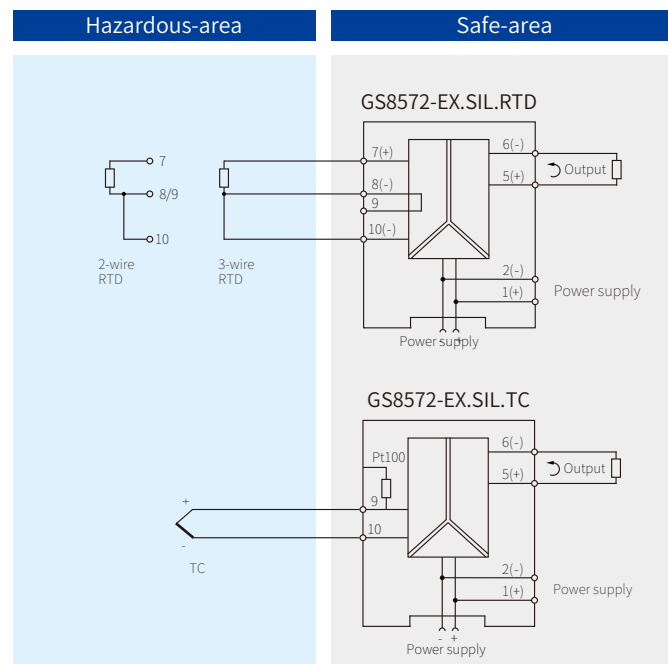 Hazardous-area
Safe-area
GS8572-EX.SIL.RTD
7
8/9
10
2-wire
RTD
3-wire
RTD
7(+)
8(-)
9
10(-)
6(-)
5(+)
Output
2(-)
1(+)
Power supply
- +
Power supply
GS8572-EX.SIL.TC
Pt100
9
10
+
-
TC
6(-)
5(+)
Output
2(-)
1(+)
Power supply
- +
Power supply